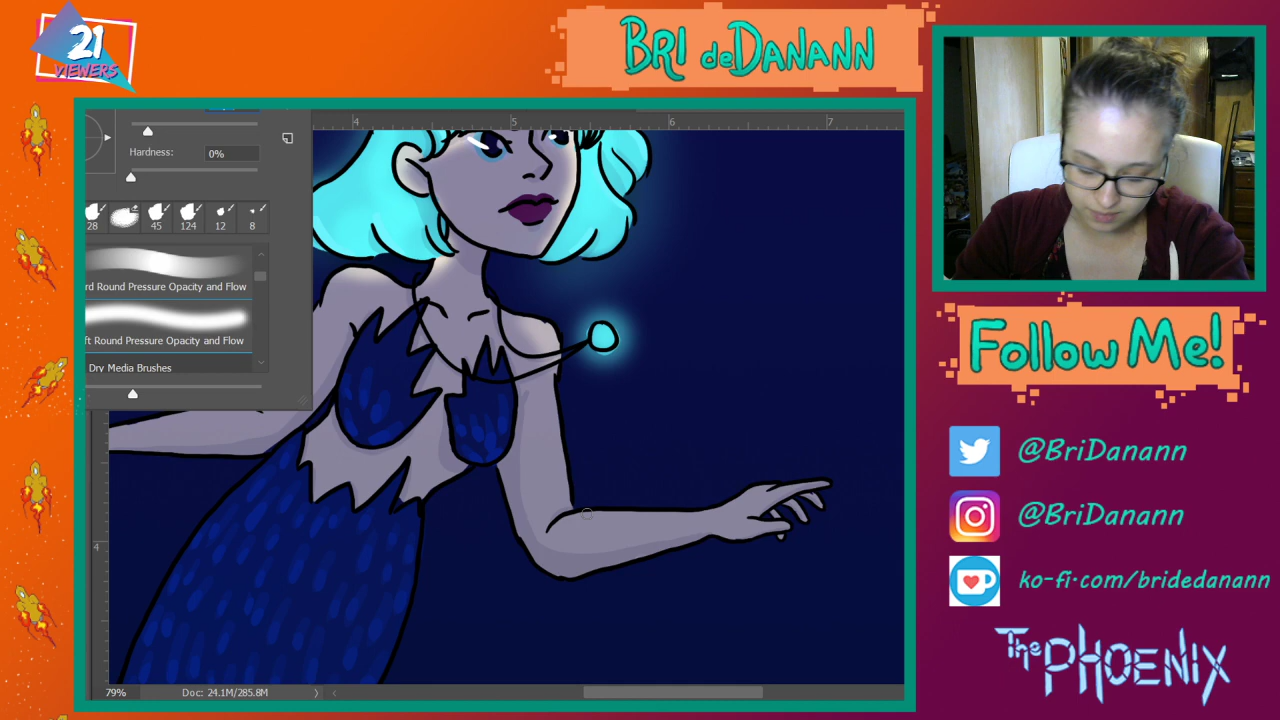 21
VIEWERS
BRI deDANANN
4
5
6
7
Hardness:
0%
28
45
124
12
8
rd Round Pressure Opacity and Flow
ft Round Pressure Opacity and Flow
Dry Media Brushes
4
79%
Doc: 24.1M/285.8M
Follow Me!
@BriDanann
@BriDanann
ko-fi.com/bridedanann
The PHOENIX